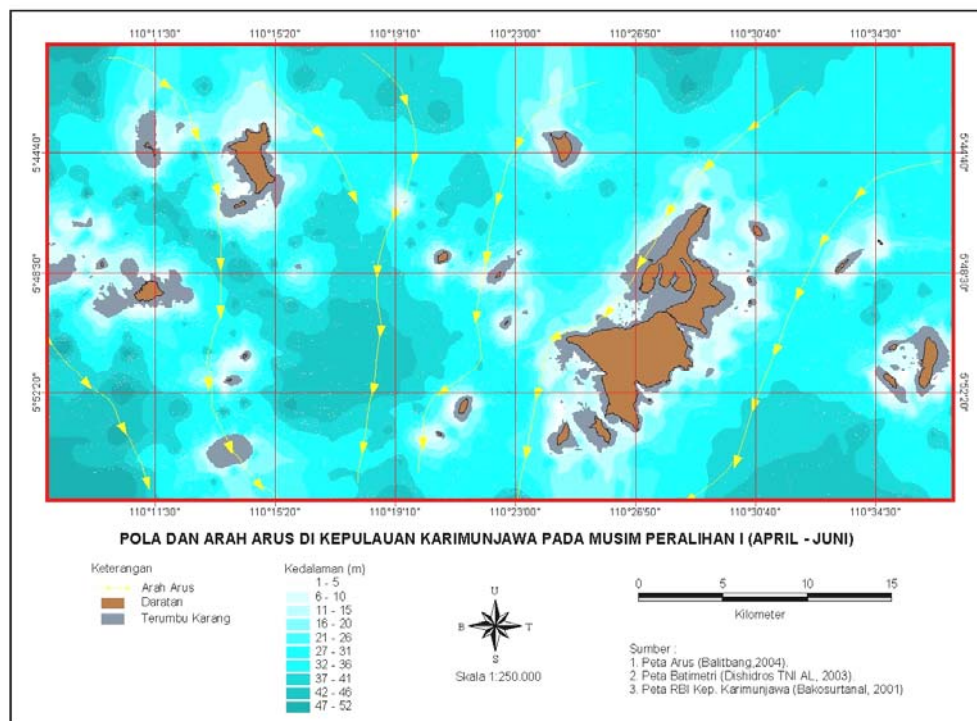 110°11'30" 110°15'20" 110°19'10" 110°23'00" 110°26'50" 110°30'40" 110°34'30"
5°44'40" 5°44'40"
5°48'30" 5°48'30"
5°52'20" 5°52'20"
110°11'30" 110°15'20" 110°19'10" 110°23'00" 110°26'50" 110°30'40" 110°34'30"
POLA DAN ARAH ARUS DI KEPULAUAN KARIMUNJAWA PADA MUSIM PERALIHAN I (APRIL - JUNI)
Keterangan
Arah Arus
Daratan
Terumbu Karang
Kedalaman (m)
1 - 5
6 - 10
11 - 15
16 - 20
21 - 26
27 - 31
32 - 36
37 - 41
42 - 46
47 - 52
U
B T
S
Skala 1:250.000
0 5 10 15
Kilometer
Sumber :
1. Peta Arus (Balitbang,2004).
2. Peta Batimetri (Dishidros TNI AL, 2003).
3. Peta RBI Kep. Karimunjawa (Bakosurtanal, 2001)